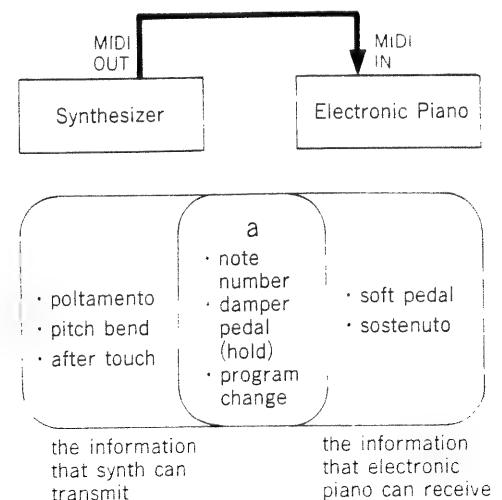 MIDI
OUT
MIDI
IN
Synthesizer
Electronic Piano
· poltamento
· pitch bend
· after touch
a
· note
number
· damper
pedal
(hold)
· program
change
· soft pedal
· sostenuto
the information
that synth can
transmit
the information
that electronic
piano can receive